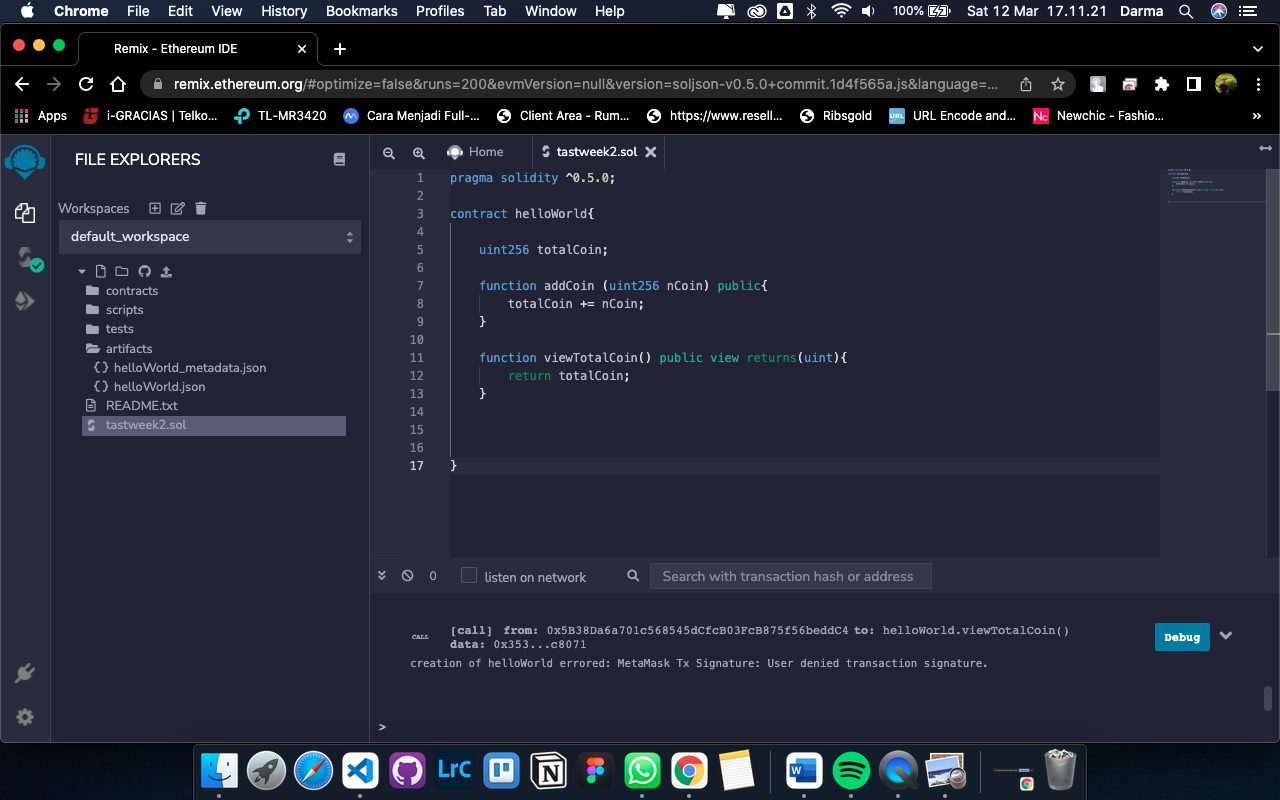 Chrome File Edit View History Bookmarks Profiles Tab Window Help 100% Sat 12 Mar 17.11.21 Darma
Remix - Ethereum IDE
remix.ethereum.org/#optimize=false&runs=200&evmVersion=null&version=soljson-v0.5.0+commit.1d4f565a.js&language=...
Apps i-GRACIAS | Telko... TL-MR3420 Cara Menjadi Full-... Client Area - Rum... https://www.resell... Ribsgold URL URL Encode and... Nc Newchic - Fashio... »
FILE EXPLORERS
Workspaces
default_workspace
contracts
scripts
tests
artifacts
helloWorld_metadata.json
helloWorld.json
README.txt
tastweek2.sol
Home tastweek2.sol
1 pragma solidity ^0.5.0;
2
3 contract helloWorld{
4
5 uint256 totalCoin;
6
7 function addCoin (uint256 nCoin) public{
8 totalCoin += nCoin;
9 }
10
11 function viewTotalCoin() public view returns(uint){
12 return totalCoin;
13 }
14
15
16
17 }
0 listen on network Search with transaction hash or address
CALL [call] from: 0x5B38Da6a701c568545dCfcB03FcB875f56beddC4 to: helloWorld.viewTotalCoin()
data: 0x353...c8071
Debug
creation of helloWorld errored: MetaMask Tx Signature: User denied transaction signature.
>
LrC